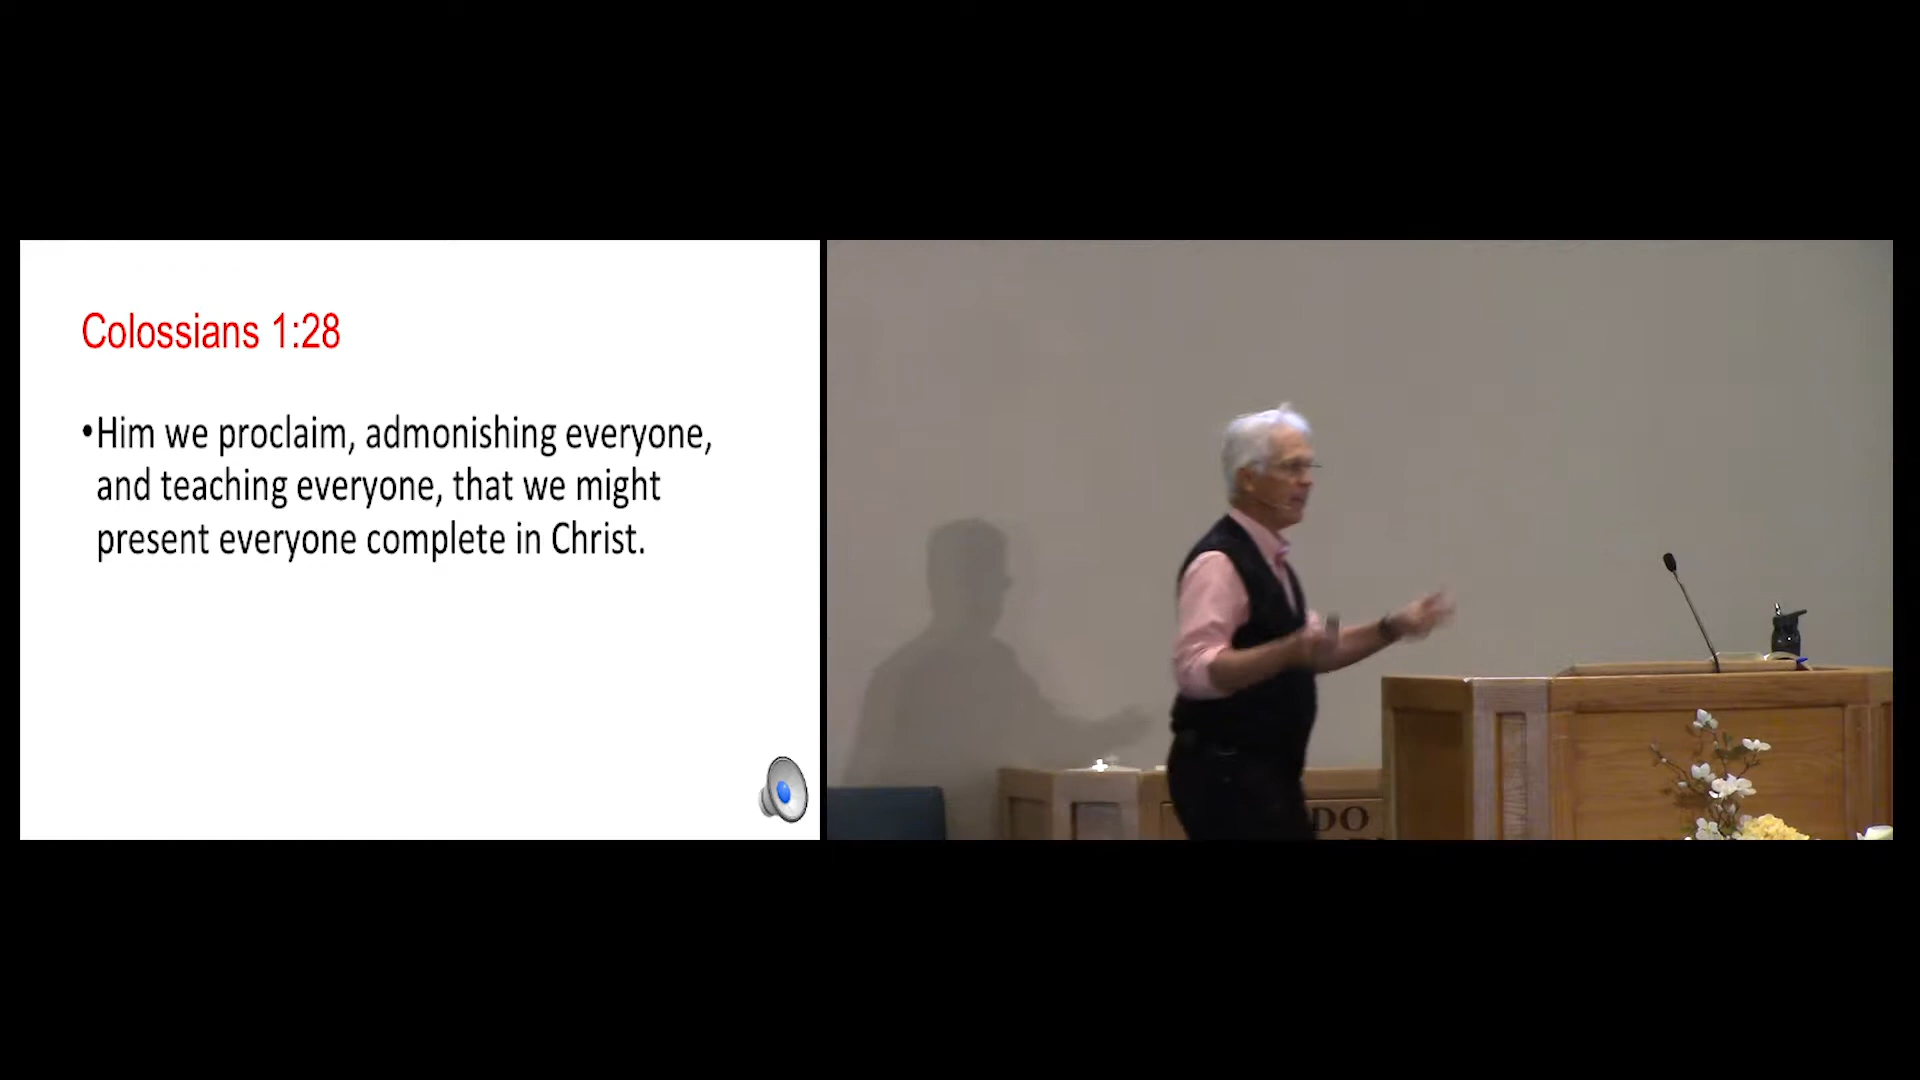 Colossians 1:28
•Him we proclaim, admonishing everyone,
and teaching everyone, that we might
present everyone complete in Christ.
DO